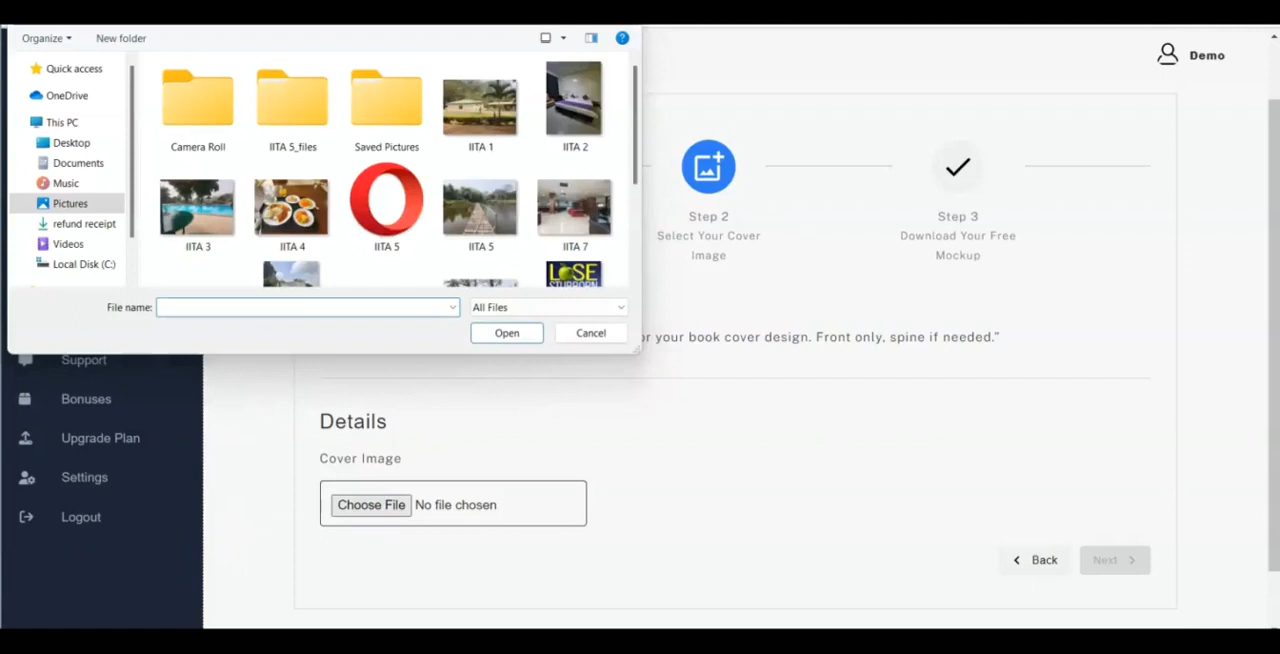 Organize New folder
Quick access
OneDrive
This PC
Desktop
Documents
Music
Pictures
refund receipt
Videos
Local Disk (C:)
Camera Roll IITA 5_files Saved Pictures IITA 1 IITA 2
IITA 3 IITA 4 IITA 5 IITA 5 IITA 7
LOSE
File name: All Files
Open Cancel
Demo
Step 2
Select Your Cover
Image
Step 3
Download Your Free
Mockup
or your book cover design. Front only, spine if needed."
Support
Bonuses
Upgrade Plan
Settings
Logout
Details
Cover Image
Choose File No file chosen
Back Next